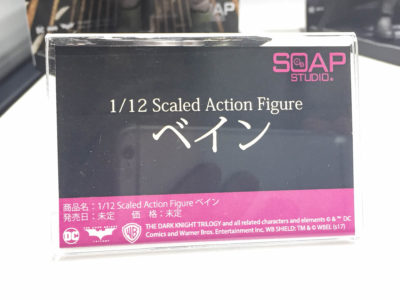 SOAP
STUDIO
1/12 Scaled Action Figure
ベイン
商品名：1/12 Scaled Action Figure ベイン
発売日：未定　　価　格：未定
DC
WB
THE DARK KNIGHT TRILOGY and all related characters and elements © & ™ DC
Comics and Warner Bros. Entertainment Inc. WB SHIELD: TM & © WBEI. (s17)